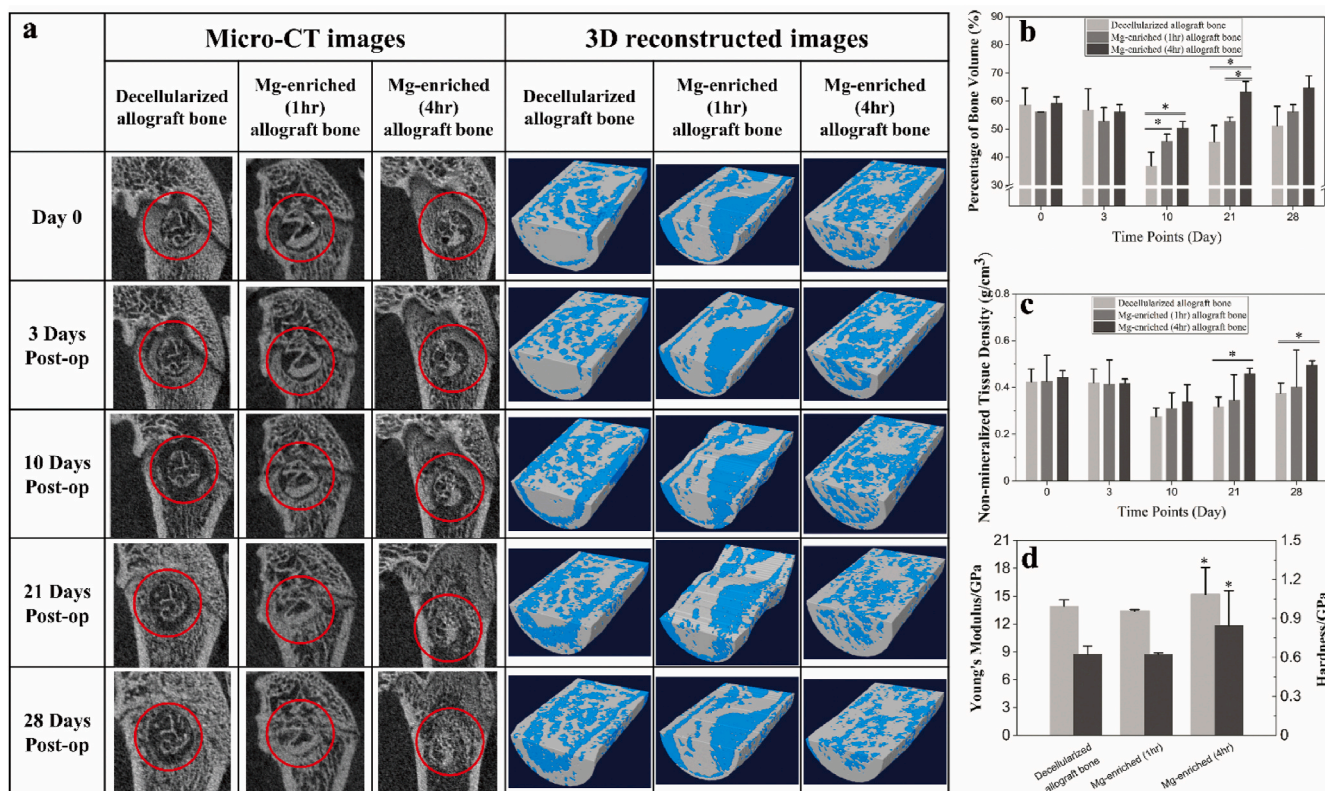 a
Micro-CT images
3D reconstructed images
Decellularized
allograft bone
Mg-enriched
(1hr)
allograft bone
Mg-enriched
(4hr)
allograft bone
Decellularized
allograft bone
Mg-enriched
(1hr)
allograft bone
Mg-enriched
(4hr)
allograft bone
Day 0
3 Days
Post-op
10 Days
Post-op
21 Days
Post-op
28 Days
Post-op
b
Percentage of Bone Volume (%)
90
80
70
60
50
40
30
Decellularized allograft bone
Mg-enriched (1hr) allograft bone
Mg-enriched (4hr) allograft bone
* *
* *
0 3 10 21 28
Time Points (Day)
c
Non-mineralized Tissue Density (g/cm³)
0.8
0.6
0.4
0.2
0
Decellularized allograft bone
Mg-enriched (1hr) allograft bone
Mg-enriched (4hr) allograft bone
* *
0 3 10 21 28
Time Points (Day)
d
Young's Modulus/GPa
21
18
15
12
9
6
3
0
* *
1.5
1.2
0.9
0.6
0.3
0.0
Hardness/GPa
Decellularized
allograft bone
Mg-enriched (1hr)
Mg-enriched (4hr)